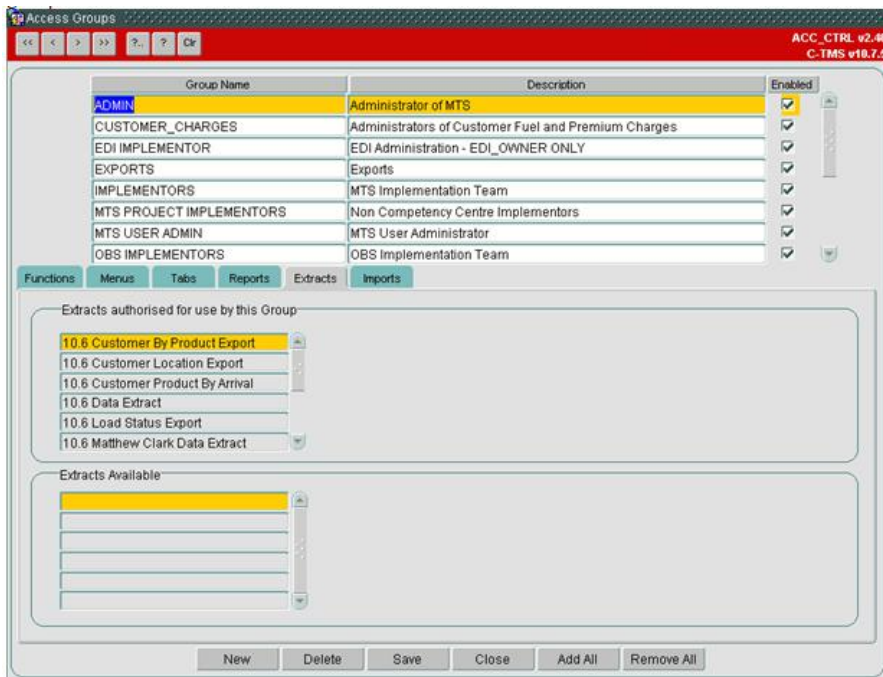 Access Groups
<< < > >> ?.. ? Clr
ACC_CTRL v2.40
C-TMS v10.7.5
Group Name Description Enabled
ADMIN Administrator of MTS
CUSTOMER_CHARGES Administrators of Customer Fuel and Premium Charges
EDI IMPLEMENTOR EDI Administration - EDI_OWNER ONLY
EXPORTS Exports
IMPLEMENTORS MTS Implementation Team
MTS PROJECT IMPLEMENTORS Non Competency Centre Implementors
MTS USER ADMIN MTS User Administrator
OBS IMPLEMENTORS OBS Implementation Team
Functions Menus Tabs Reports Extracts Imports
Extracts authorised for use by this Group
10.6 Customer By Product Export
10.6 Customer Location Export
10.6 Customer Product By Arrival
10.6 Data Extract
10.6 Load Status Export
10.6 Matthew Clark Data Extract
Extracts Available
New Delete Save Close Add All Remove All